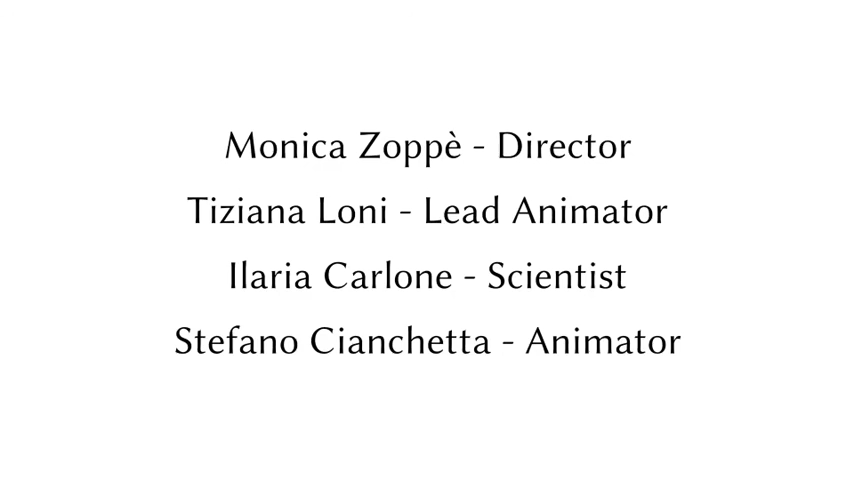 Monica Zoppè - Director
Tiziana Loni - Lead Animator
Ilaria Carlone - Scientist
Stefano Cianchetta - Animator